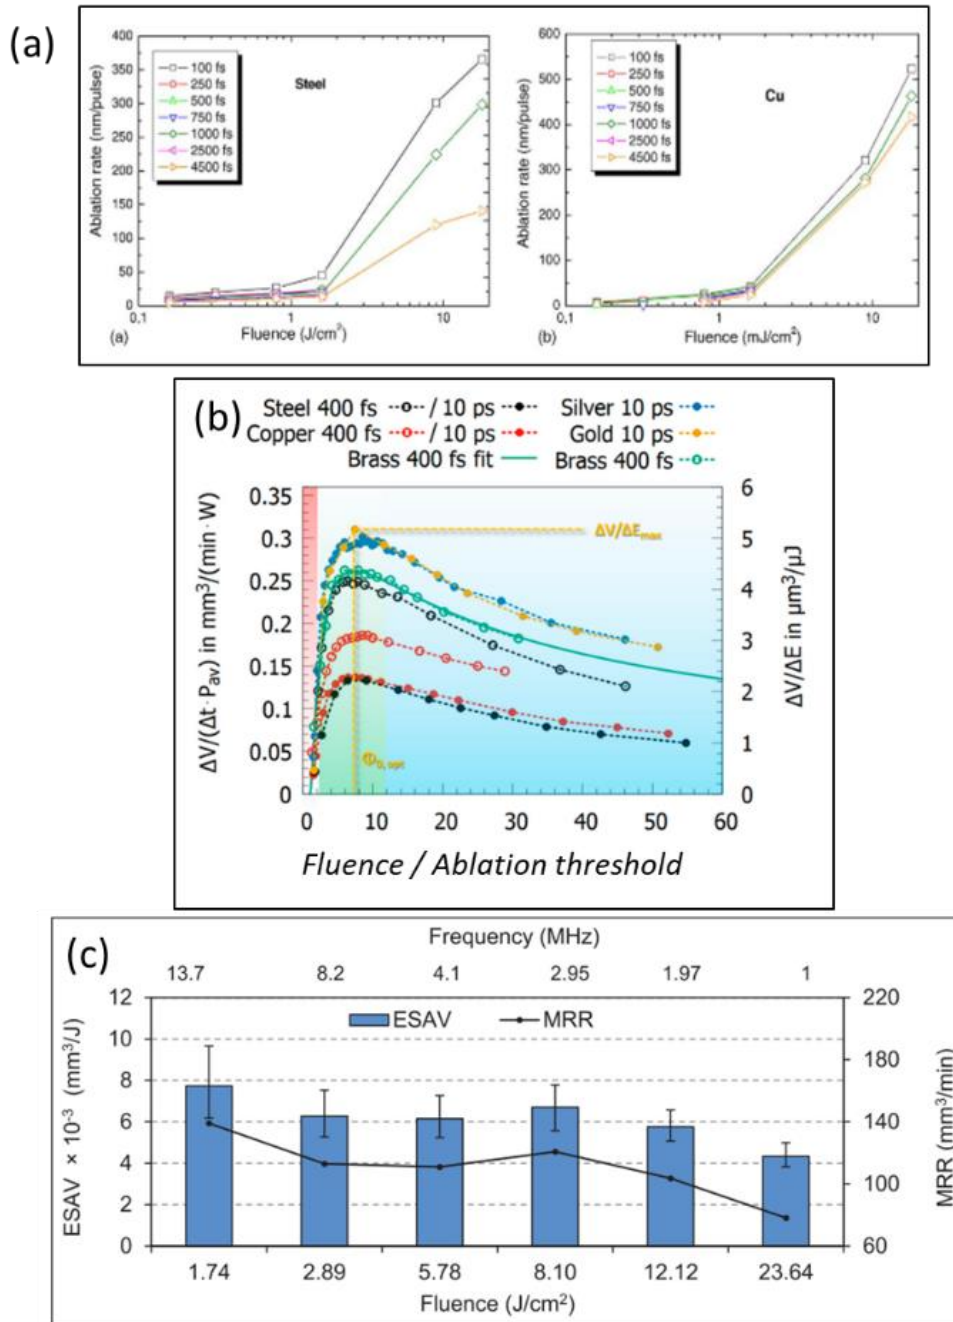 (a)
400
350
300
250
200
150
100
50
0
Ablation rate (nm/pulse)
100 fs
250 fs
500 fs
750 fs
1000 fs
2500 fs
4500 fs
Steel
0.1
1
10
(a)
Fluence (J/cm²)
600
500
400
300
200
100
0
Ablation rate (nm/pulse)
100 fs
250 fs
500 fs
750 fs
1000 fs
2500 fs
4500 fs
Cu
0.1
1
10
(b)
Fluence (mJ/cm²)
(b)
Steel 400 fs / 10 ps Silver 10 ps
Copper 400 fs / 10 ps Gold 10 ps
Brass 400 fs fit Brass 400 fs
0.35
0.3
0.25
0.2
0.15
0.1
0.05
0
ΔV/(Δt · Pav) in mm³/(min · W)
6
5
4
3
2
1
0
ΔV/ΔE in µm³/µJ
ΔV/ΔEmax
Φ0, opt
0 10 20 30 40 50 60
Fluence / Ablation threshold
(c)
Frequency (MHz)
13.7 8.2 4.1 2.95 1.97 1
12
10
8
6
4
2
0
ESAV × 10-3 (mm³/J)
ESAV MRR
220
180
140
100
60
MRR (mm³/min)
1.74 2.89 5.78 8.10 12.12 23.64
Fluence (J/cm²)